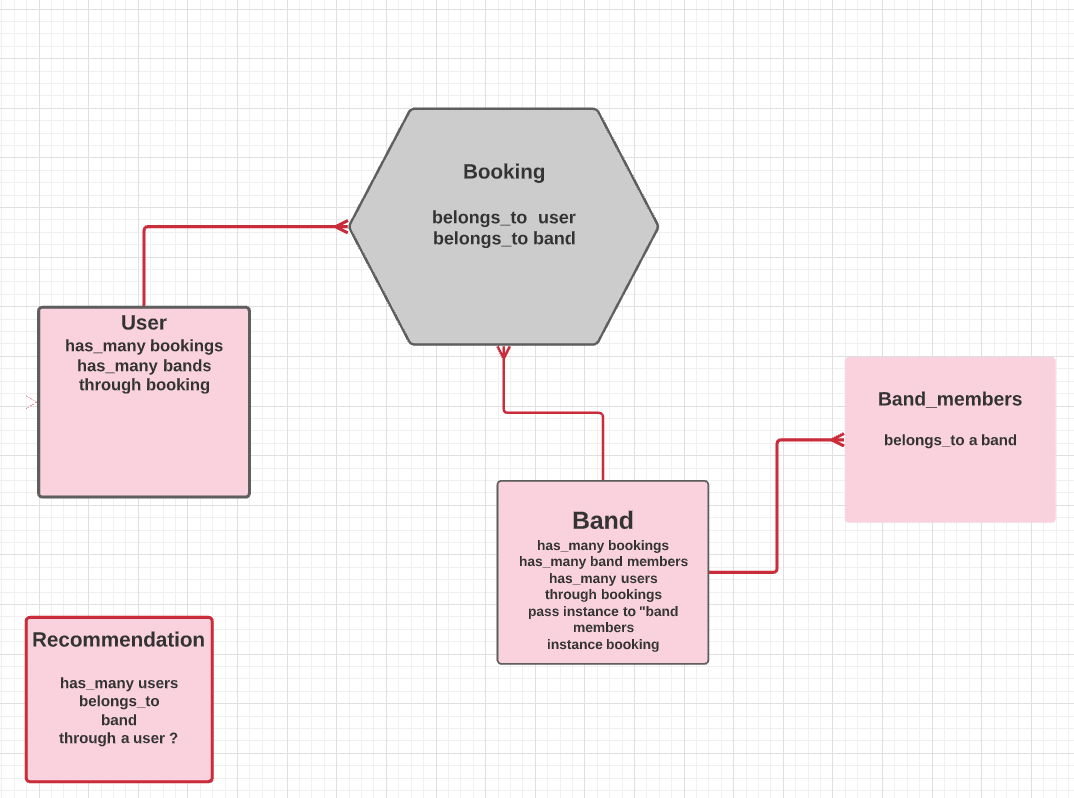 Booking
belongs_to  user
belongs_to band
User
has_many bookings
has_many bands
through booking
Band_members
belongs_to a band
Band
has_many bookings
has_many band members
has_many users
through bookings
pass instance to "band
members
instance booking
Recommendation
has_many users
belongs_to
band
through a user ?